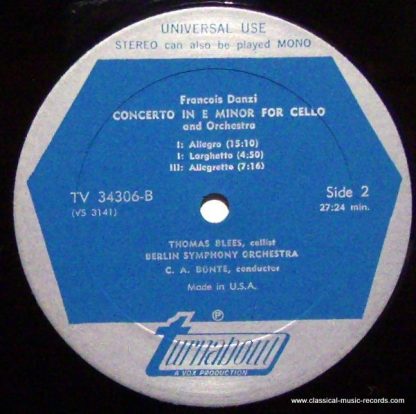 UNIVERSAL USE
STEREO can also be played MONO
Francois Danzi
CONCERTO IN E MINOR FOR CELLO
and Orchestra
I: Allegro (15:10)
I: Larghetto (4:50)
III: Allegretto (7:16)
TV 34306-B
(VS 3141)
Side 2
27:24 min.
THOMAS BLEES, cellist
BERLIN SYMPHONY ORCHESTRA
C. A. BÜNTE, conductor
Made in U.S.A.
℗
turnabout
A VOX PRODUCTION
www.classical-music-records.com